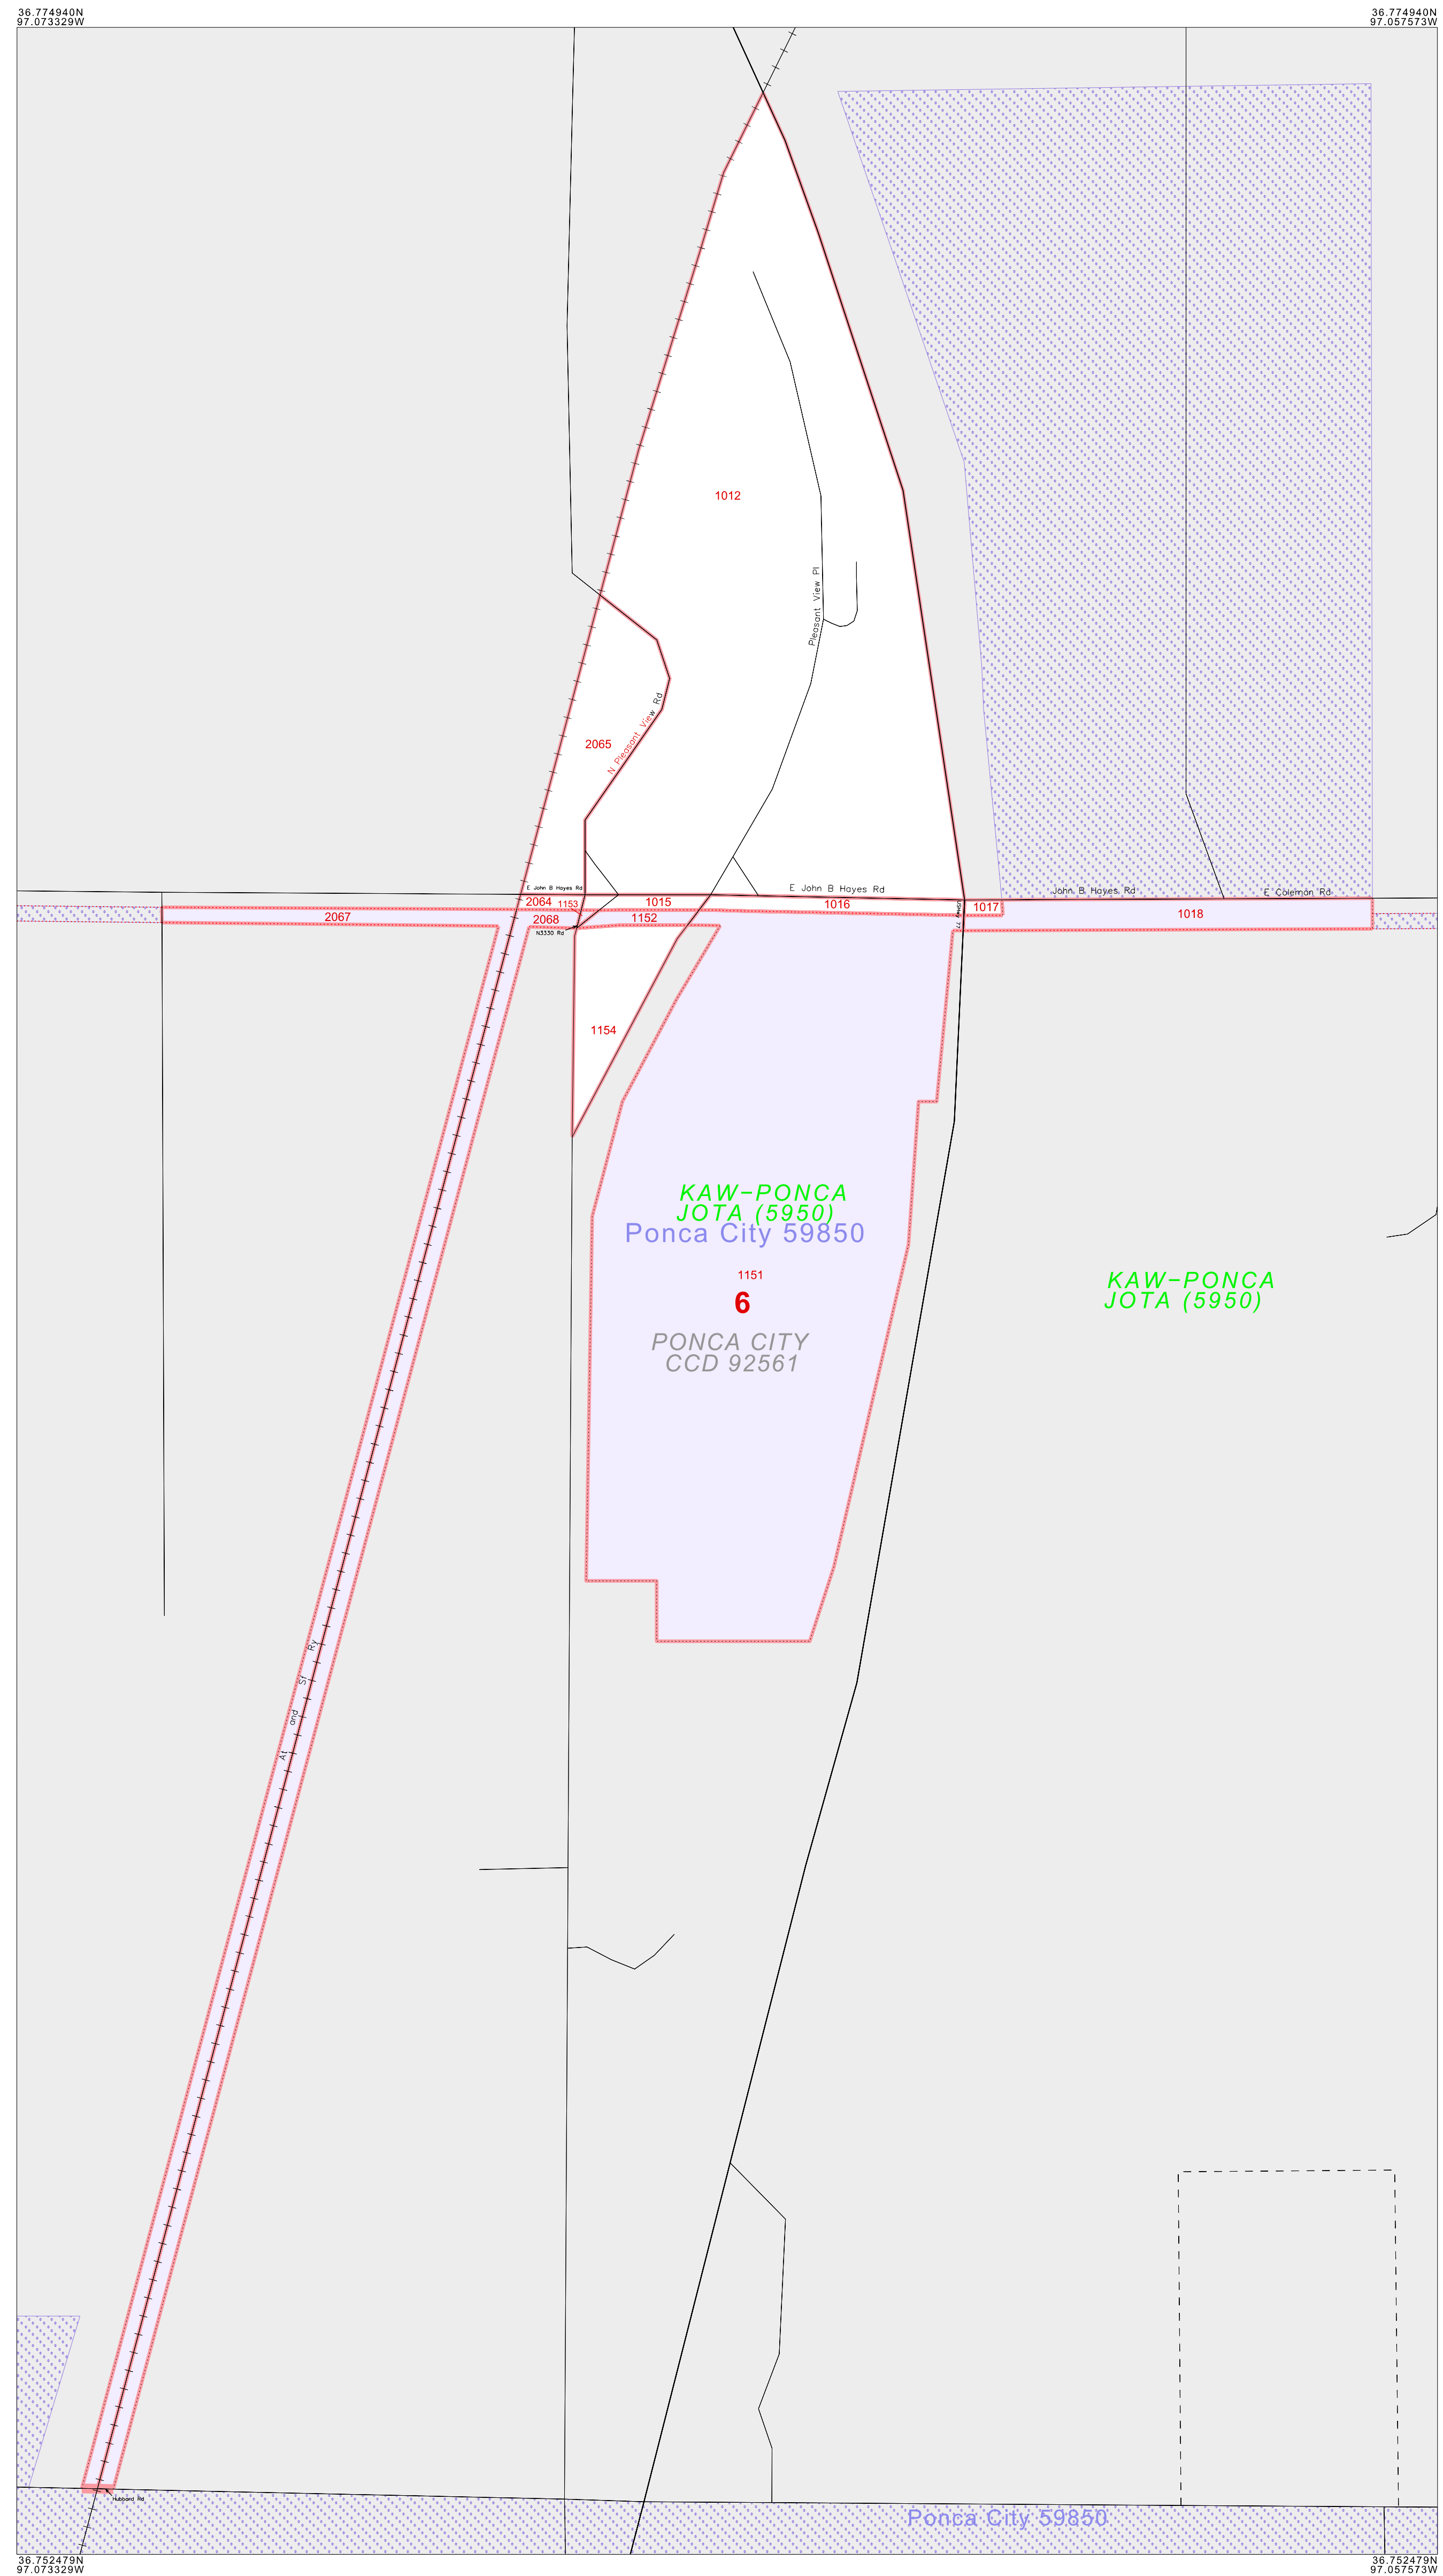 36.774940N
97.073329W
36.774940N
97.057573W
1012
Pleasant View Pl
N Pleasant View Rd
2065
E John B Hayes Rd
E John B Hayes Rd
John B Hayes Rd
E Coleman Rd
2064
1153
1015
1016
1017
1018
USHwy 77
2067
2068
1152
N3330 Rd
1154
KAW-PONCA
JOTA (5950)
Ponca City 59850
1151
6
PONCA CITY
CCD 92561
KAW-PONCA
JOTA (5950)
At and Sf Ry
Hubbard Rd
Ponca City 59850
36.752479N
97.073329W
36.752479N
97.057573W